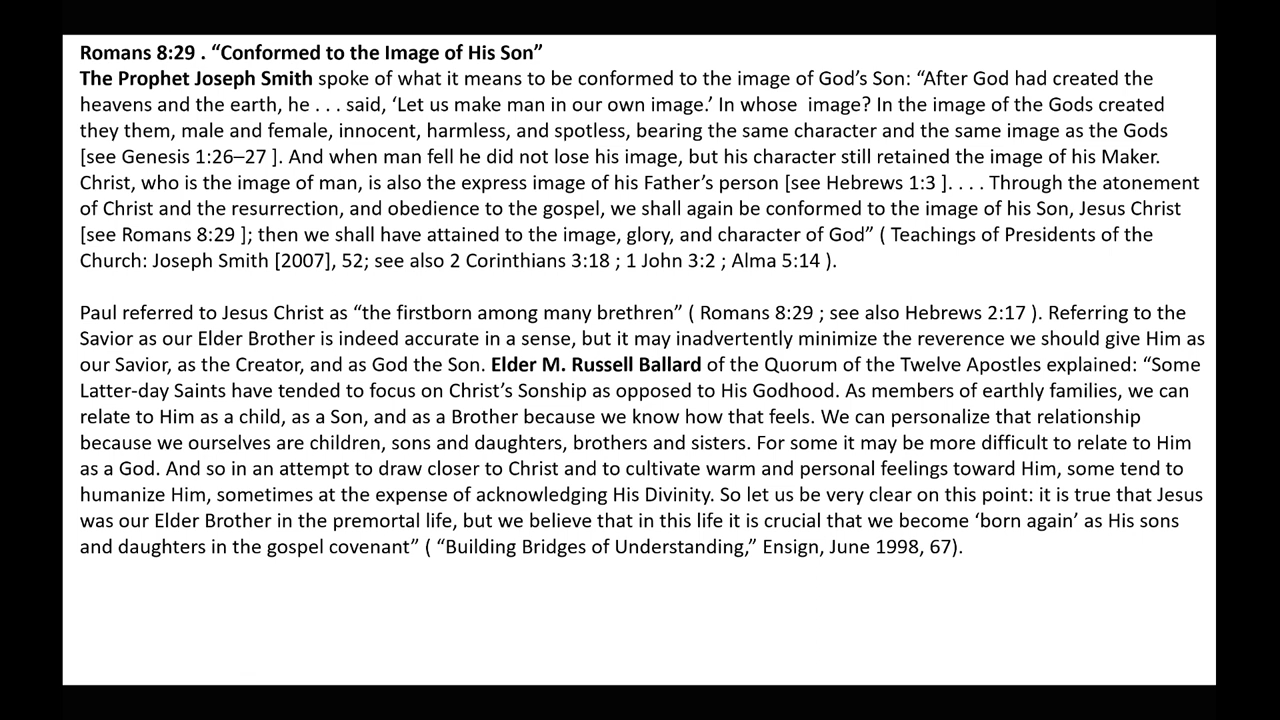 Romans 8:29 . “Conformed to the Image of His Son”
The Prophet Joseph Smith spoke of what it means to be conformed to the image of God’s Son: “After God had created the
heavens and the earth, he . . . said, ‘Let us make man in our own image.’ In whose  image? In the image of the Gods created
they them, male and female, innocent, harmless, and spotless, bearing the same character and the same image as the Gods
[see Genesis 1:26–27 ]. And when man fell he did not lose his image, but his character still retained the image of his Maker.
Christ, who is the image of man, is also the express image of his Father’s person [see Hebrews 1:3 ]. . . . Through the atonement
of Christ and the resurrection, and obedience to the gospel, we shall again be conformed to the image of his Son, Jesus Christ
[see Romans 8:29 ]; then we shall have attained to the image, glory, and character of God” ( Teachings of Presidents of the
Church: Joseph Smith [2007], 52; see also 2 Corinthians 3:18 ; 1 John 3:2 ; Alma 5:14 ).
Paul referred to Jesus Christ as “the firstborn among many brethren” ( Romans 8:29 ; see also Hebrews 2:17 ). Referring to the
Savior as our Elder Brother is indeed accurate in a sense, but it may inadvertently minimize the reverence we should give Him as
our Savior, as the Creator, and as God the Son. Elder M. Russell Ballard of the Quorum of the Twelve Apostles explained: “Some
Latter-day Saints have tended to focus on Christ’s Sonship as opposed to His Godhood. As members of earthly families, we can
relate to Him as a child, as a Son, and as a Brother because we know how that feels. We can personalize that relationship
because we ourselves are children, sons and daughters, brothers and sisters. For some it may be more difficult to relate to Him
as a God. And so in an attempt to draw closer to Christ and to cultivate warm and personal feelings toward Him, some tend to
humanize Him, sometimes at the expense of acknowledging His Divinity. So let us be very clear on this point: it is true that Jesus
was our Elder Brother in the premortal life, but we believe that in this life it is crucial that we become ‘born again’ as His sons
and daughters in the gospel covenant” ( “Building Bridges of Understanding,” Ensign, June 1998, 67).